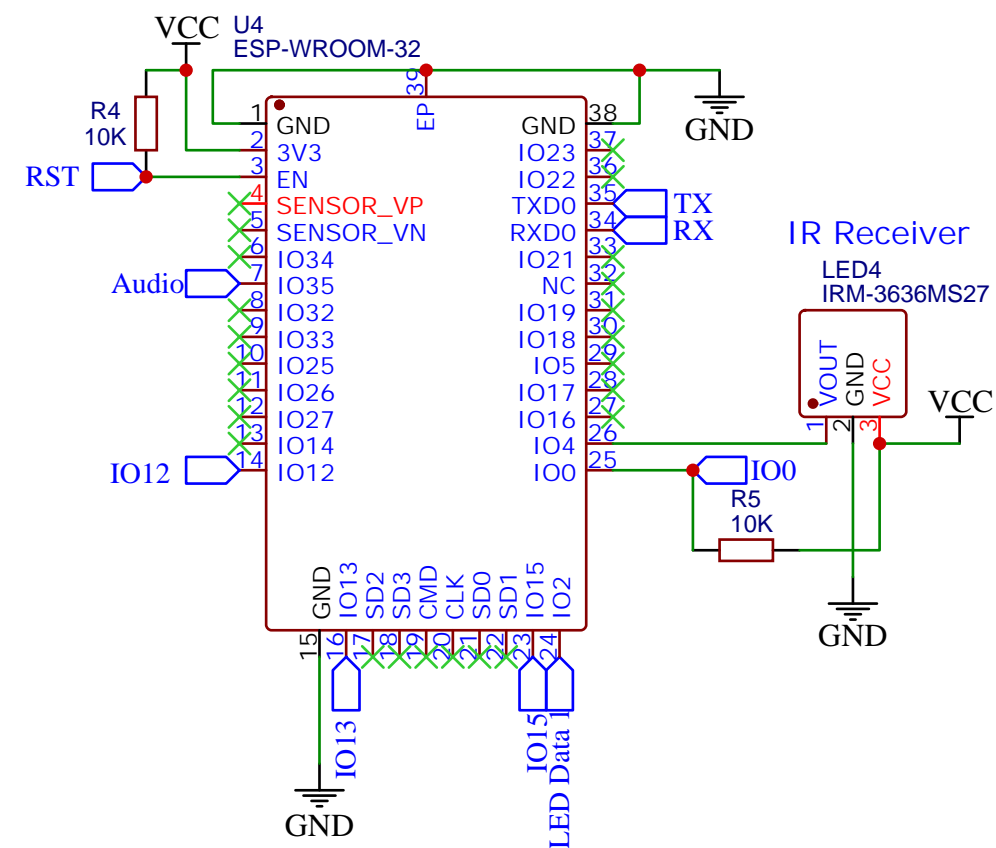 VCC
U4
ESP-WROOM-32
R4
10K
RST
GND
1
GND
2
3V3
3
EN
4
SENSOR_VP
5
SENSOR_VN
6
IO34
Audio
7
IO35
8
IO32
9
IO33
10
IO25
11
IO26
12
IO27
13
IO14
IO12
14
IO12
39
EP
38
GND
37
IO23
36
IO22
35
TXD0
TX
34
RXD0
RX
33
IO21
32
NC
31
IO19
30
IO18
29
IO5
28
IO17
27
IO16
26
IO4
25
IO0
IO0
R5
10K
IR Receiver
LED4
IRM-3636MS27
VOUT
GND
VCC
1
2
3
VCC
GND
GND
IO13
SD2
SD3
CMD
CLK
SD0
SD1
IO15
IO2
15
16
17
18
19
20
21
22
23
24
IO13
IO15
LED Data 1
GND